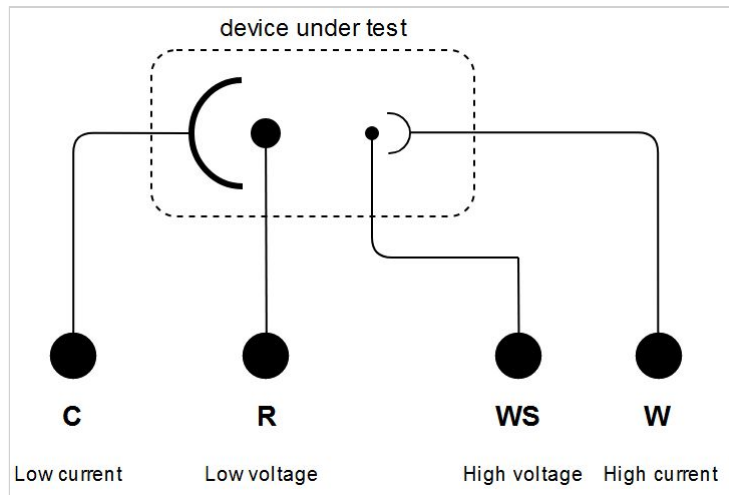 device under test
C R WS W
Low current Low voltage High voltage High current